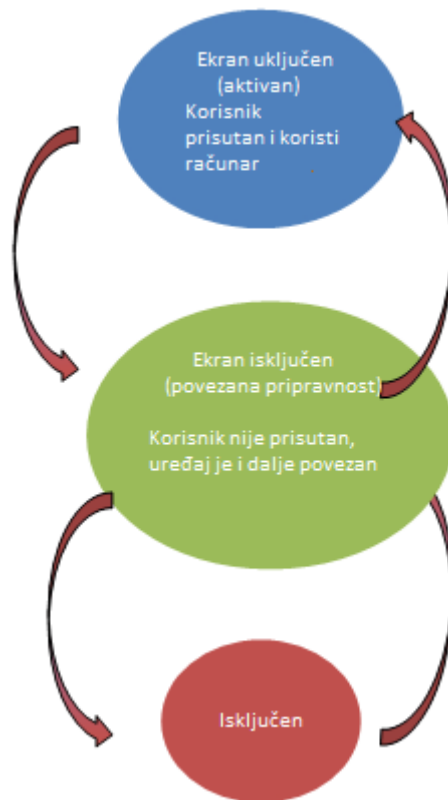 Ekran uključen
(aktivan)
Korisnik
prisutan i koristi
računar
Ekran isključen
(povezana pripravnost)
Korisnik nije prisutan,
uređaj je i dalje povezan
Isključen